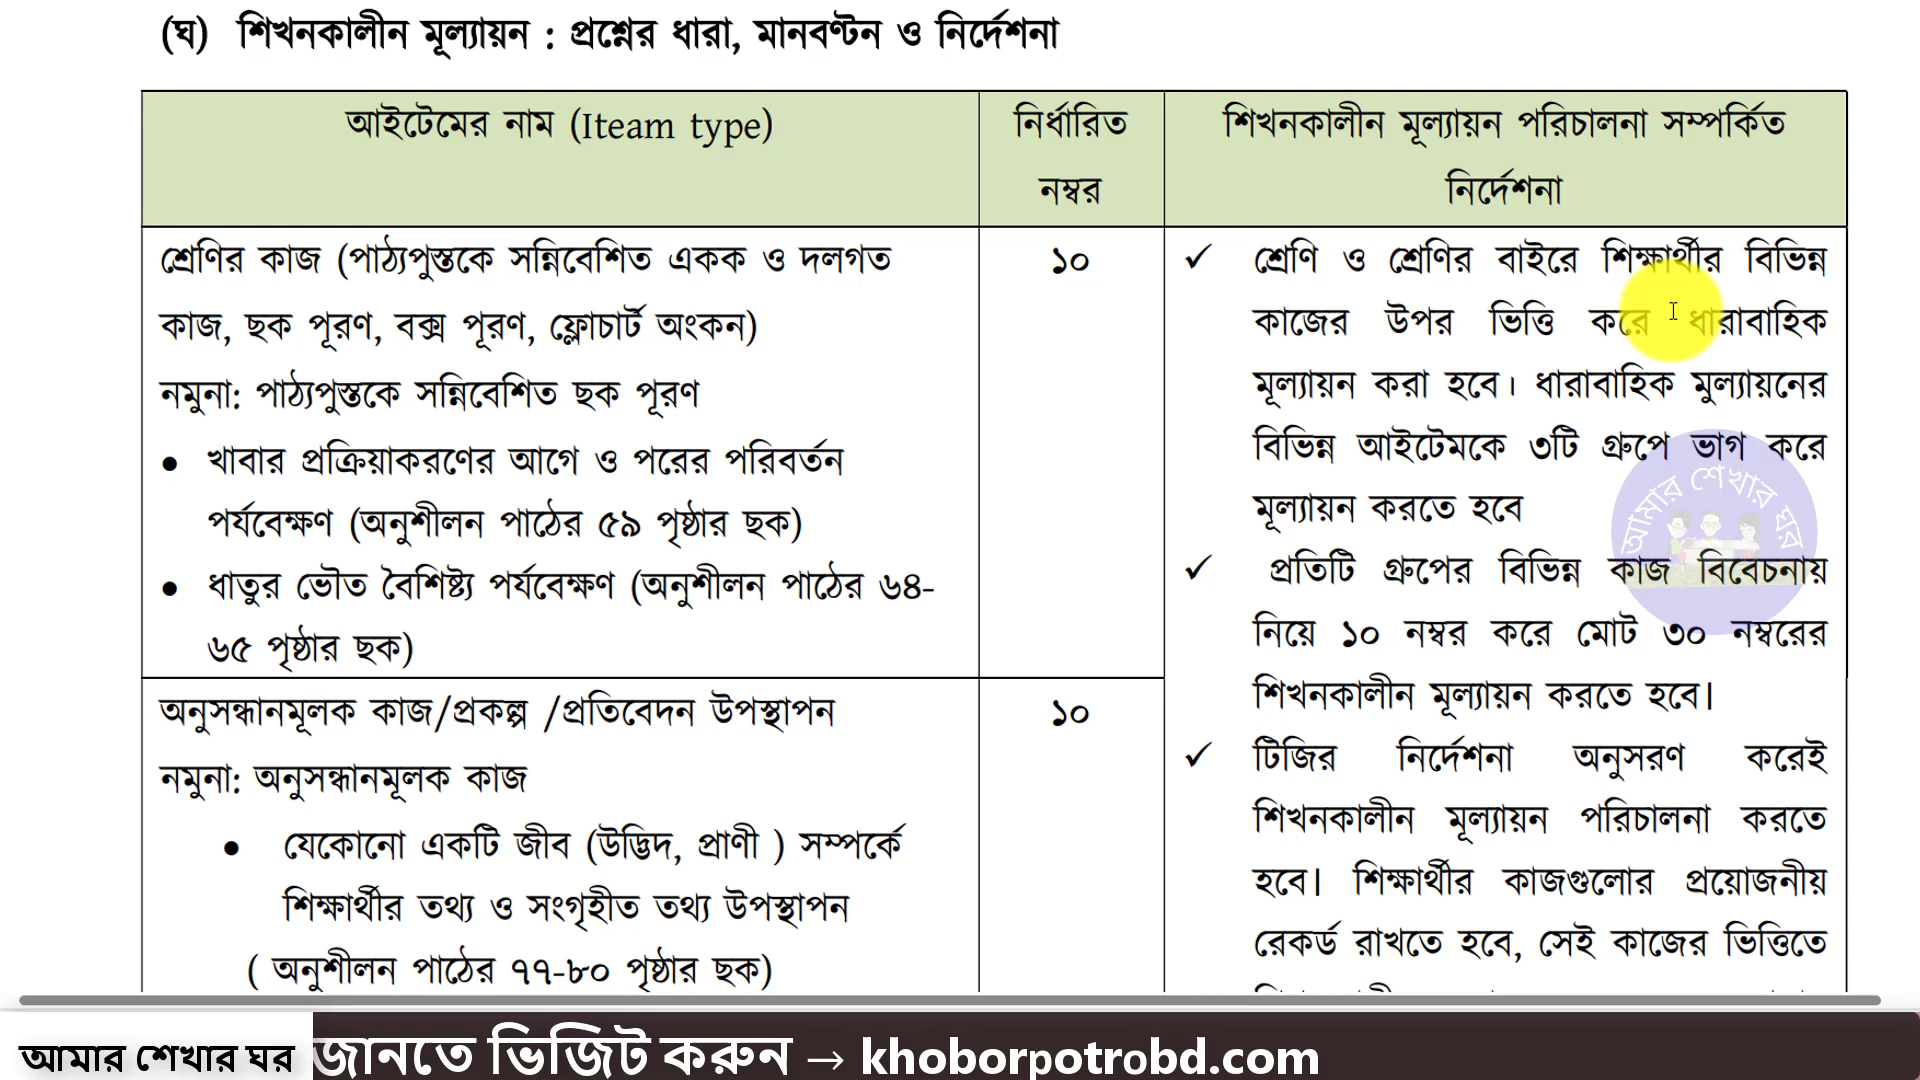 (ঘ) শিখনকালীন মূল্যায়ন : প্রশ্নের ধারা, মানবণ্টন ও নির্দেশনা
আইটেমের নাম (Iteam type)
নির্ধারিত
নম্বর
শিখনকালীন মূল্যায়ন পরিচালনা সম্পর্কিত
নির্দেশনা
শ্রেণির কাজ (পাঠ্যপুস্তকে সন্নিবেশিত একক ও দলগত
কাজ, ছক পূরণ, বক্স পূরণ, ফ্লোচার্ট অংকন)
নমুনা: পাঠ্যপুস্তকে সন্নিবেশিত ছক পূরণ
• খাবার প্রক্রিয়াকরণের আগে ও পরের পরিবর্তন
পর্যবেক্ষণ (অনুশীলন পাঠের ৫৯ পৃষ্ঠার ছক)
• ধাতুর ভৌত বৈশিষ্ট্য পর্যবেক্ষণ (অনুশীলন পাঠের ৬৪-
৬৫ পৃষ্ঠার ছক)
১০
অনুসন্ধানমূলক কাজ/প্রকল্প /প্রতিবেদন উপস্থাপন
নমুনা: অনুসন্ধানমূলক কাজ
• যেকোনো একটি জীব (উদ্ভিদ, প্রাণী ) সম্পর্কে
শিক্ষার্থীর তথ্য ও সংগৃহীত তথ্য উপস্থাপন
( অনুশীলন পাঠের ৭৭-৮০ পৃষ্ঠার ছক)
১০
✓ শ্রেণি ও শ্রেণির বাইরে শিক্ষার্থীর বিভিন্ন
কাজের উপর ভিত্তি করে ধারাবাহিক
মূল্যায়ন করা হবে। ধারাবাহিক মুল্যায়নের
বিভিন্ন আইটেমকে ৩টি গ্রুপে ভাগ করে
মূল্যায়ন করতে হবে
✓ প্রতিটি গ্রুপের বিভিন্ন কাজ বিবেচনায়
নিয়ে ১০ নম্বর করে মোট ৩০ নম্বরের
শিখনকালীন মূল্যায়ন করতে হবে।
✓ টিজির নির্দেশনা অনুসরণ করেই
শিখনকালীন মূল্যায়ন পরিচালনা করতে
হবে। শিক্ষার্থীর কাজগুলোর প্রয়োজনীয়
রেকর্ড রাখতে হবে, সেই কাজের ভিত্তিতে
আমার শেখার ঘর
আমার শেখার ঘর
জানতে ভিজিট করুন → khoborpotrobd.com